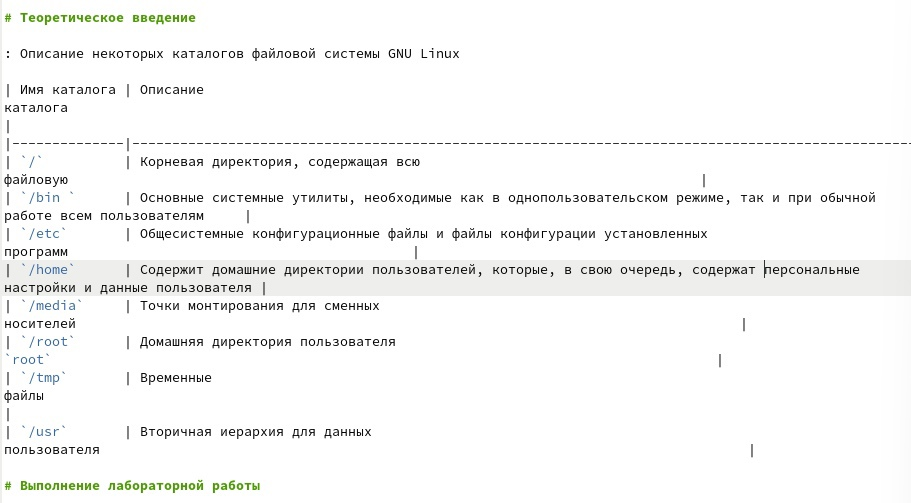 # Теоретическое введение
: Описание некоторых каталогов файловой системы GNU Linux
| Имя каталога | Описание
каталога
|
|--------------|--------------------------------------------------------------------------------------------------
| `/`          | Корневая директория, содержащая всю
файловую                                                                               |
| `/bin `      | Основные системные утилиты, необходимые как в однопользовательском режиме, так и при обычной
работе всем пользователям     |
| `/etc`       | Общесистемные конфигурационные файлы и файлы конфигурации установленных
программ                                           |
| `/home`      | Содержит домашние директории пользователей, которые, в свою очередь, содержат персональные
настройки и данные пользователя |
| `/media`     | Точки монтирования для сменных
носителей                                                                                   |
| `/root`      | Домашняя директория пользователя
`root`                                                                                   |
| `/tmp`       | Временные
файлы
|
| `/usr`       | Вторичная иерархия для данных
пользователя                                                                                 |
# Выполнение лабораторной работы